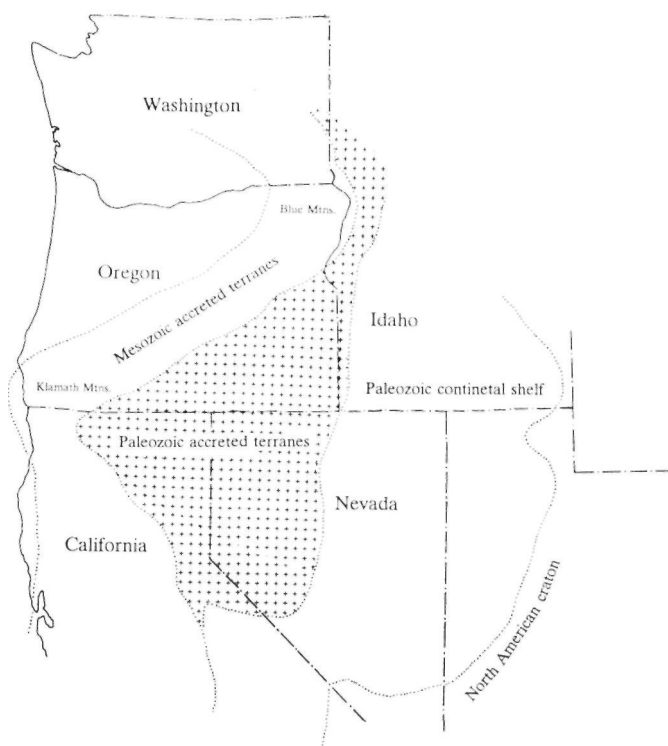 Washington
Blue Mtns.
Oregon
Mesozoic accreted terranes
Idaho
Klamath Mtns.
Paleozoic continetal shelf
Paleozoic accreted terranes
Nevada
California
North American craton